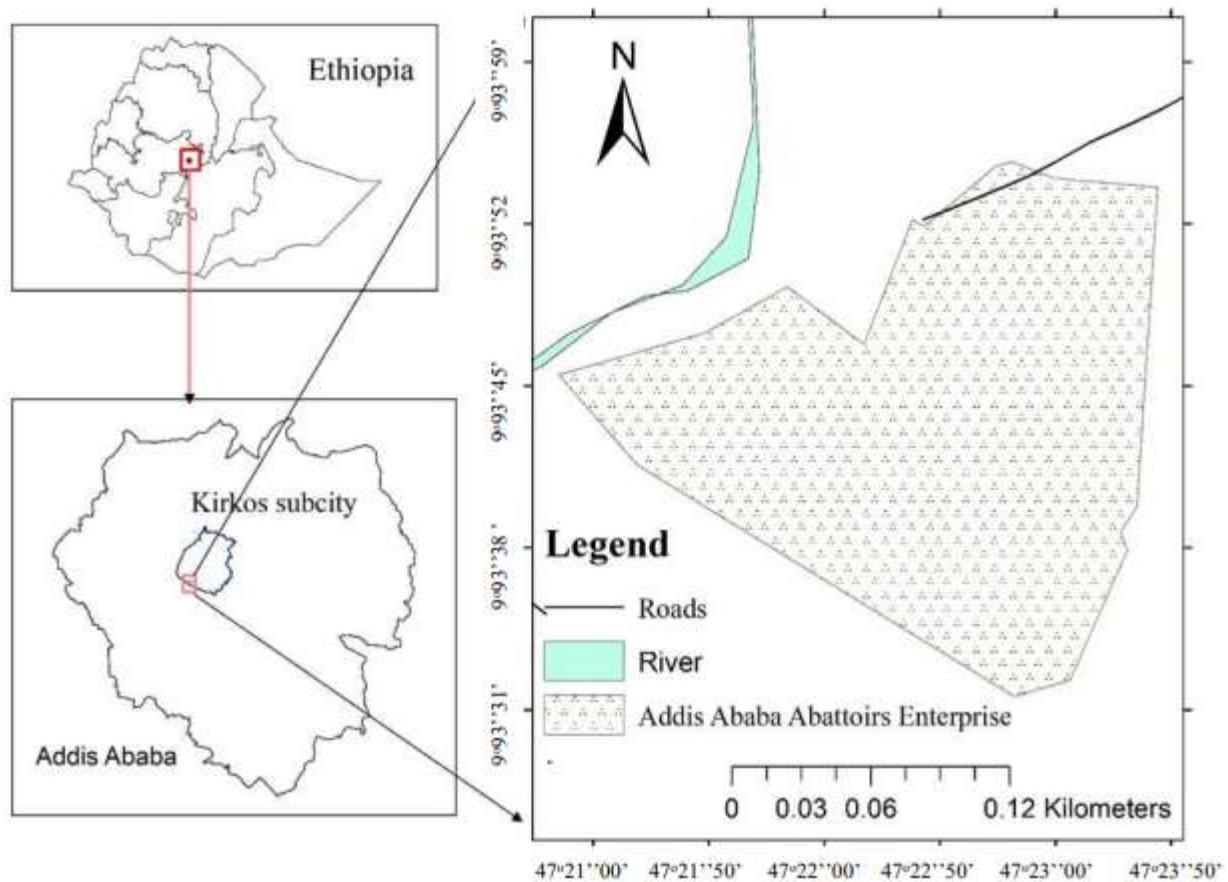 Ethiopia
Kirkos subcity
Addis Ababa
N
9°93''59'
9°93''52
9°93''45
9°93''38
9°93''31
Legend
Roads
River
Addis Ababa Abattoirs Enterprise
0 0.03 0.06 0.12 Kilometers
47°21''00' 47°21''50' 47°22''00' 47°22''50' 47°23''00' 47°23''50'